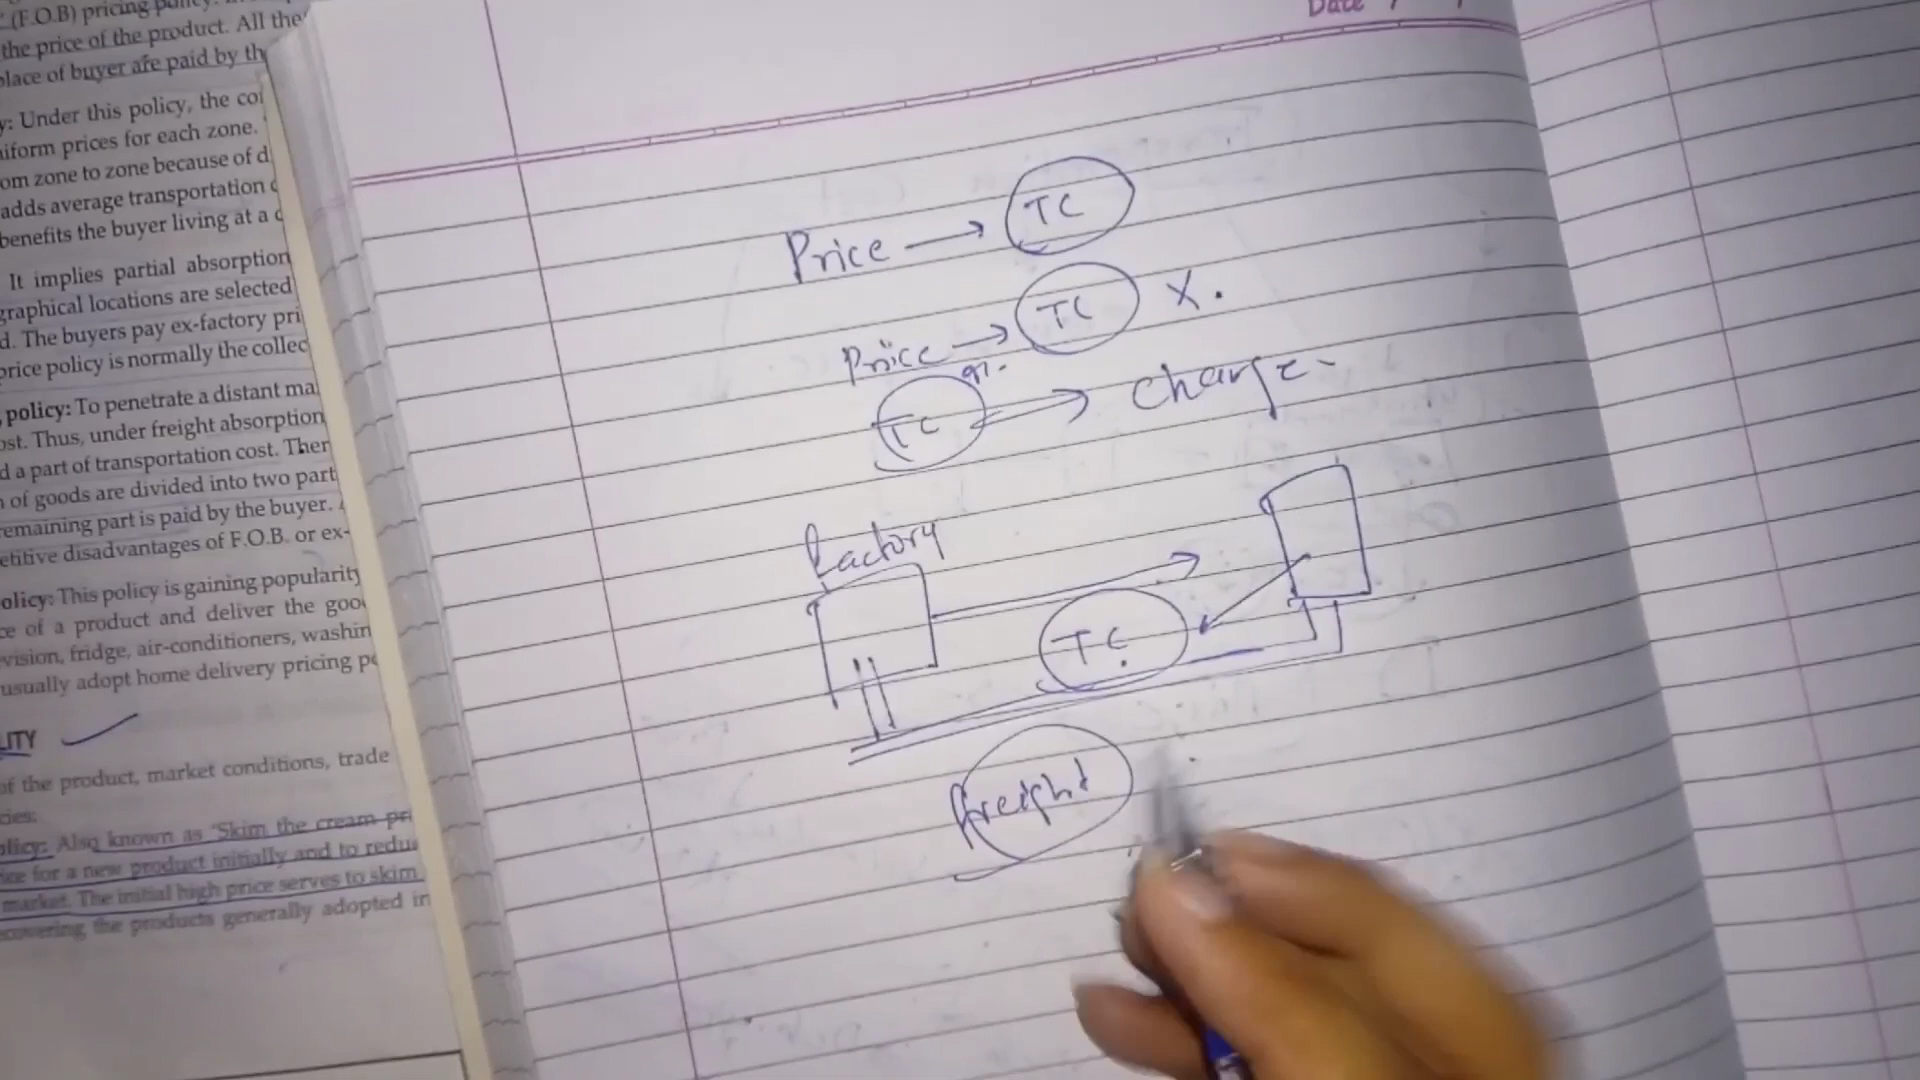 (F.O.B) pricing policy:
the price of the product. All the
place of buyer are paid by th
y: Under this policy, the co
niform prices for each zone.
om zone to zone because of d
adds average transportation c
benefits the buyer living at a d
It implies partial absorption
graphical locations are selected
d. The buyers pay ex-factory pri
price policy is normally the collec
policy: To penetrate a distant ma
ost. Thus, under freight absorption
d a part of transportation cost. Ther
n of goods are divided into two part
remaining part is paid by the buyer.
etitive disadvantages of F.O.B. or ex-
olicy: This policy is gaining popularity
ce of a product and deliver the goo
vision, fridge, air-conditioners, washin
usually adopt home delivery pricing p
LITY
of the product, market conditions, trade
cies:
olicy: Also known as 'Skim the cream pri
ice for a new product initially and to redu
market. The initial high price serves to skim
covering the products generally adopted in
Date
Price → TC
Price → TC X.
TC → Charge
factory
TC
freight